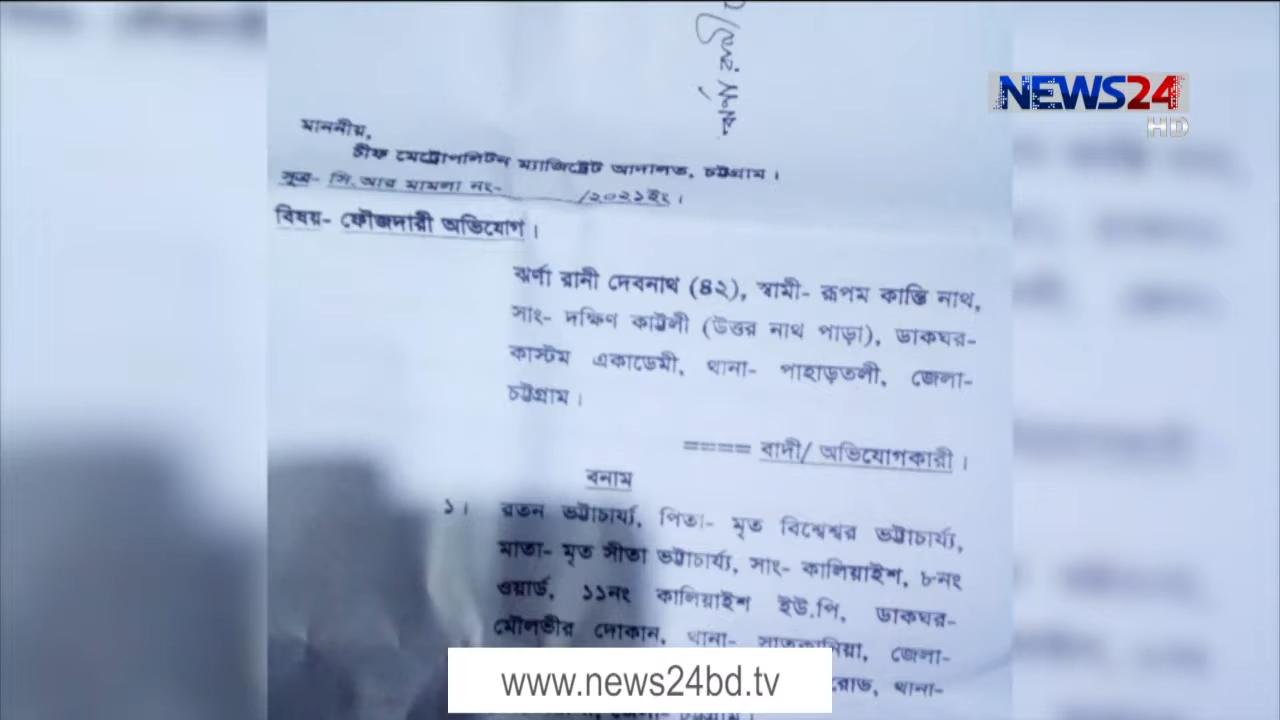 ঝর্ণা রানী
NEWS24
HD
মাননীয়,
চীফ মেট্রোপলিটন ম্যাজিষ্ট্রেট আদালত, চট্টগ্রাম।
সূত্র- সি.আর মামলা নং- /২০২১ইং।
বিষয়- ফৌজদারী অভিযোগ।
ঝর্ণা রানী দেবনাথ (৪২), স্বামী- রূপম কান্তি নাথ,
সাং- দক্ষিণ কাট্টলী (উত্তর নাথ পাড়া), ডাকঘর-
কাস্টম একাডেমী, থানা- পাহাড়তলী, জেলা-
চট্টগ্রাম।
==== বাদী/ অভিযোগকারী।
বনাম
১। রতন ভট্টাচার্য্য, পিতা- মৃত বিশ্বেশ্বর ভট্টাচার্য্য,
মাতা- মৃত সীতা ভট্টাচার্য্য, সাং- কালিয়াইশ, ৮নং
ওয়ার্ড, ১১নং কালিয়াইশ ইউ.পি, ডাকঘর-
মৌলভীর দোকান, থানা- সাতকানিয়া, জেলা-
রোড, থানা-
www.news24bd.tv